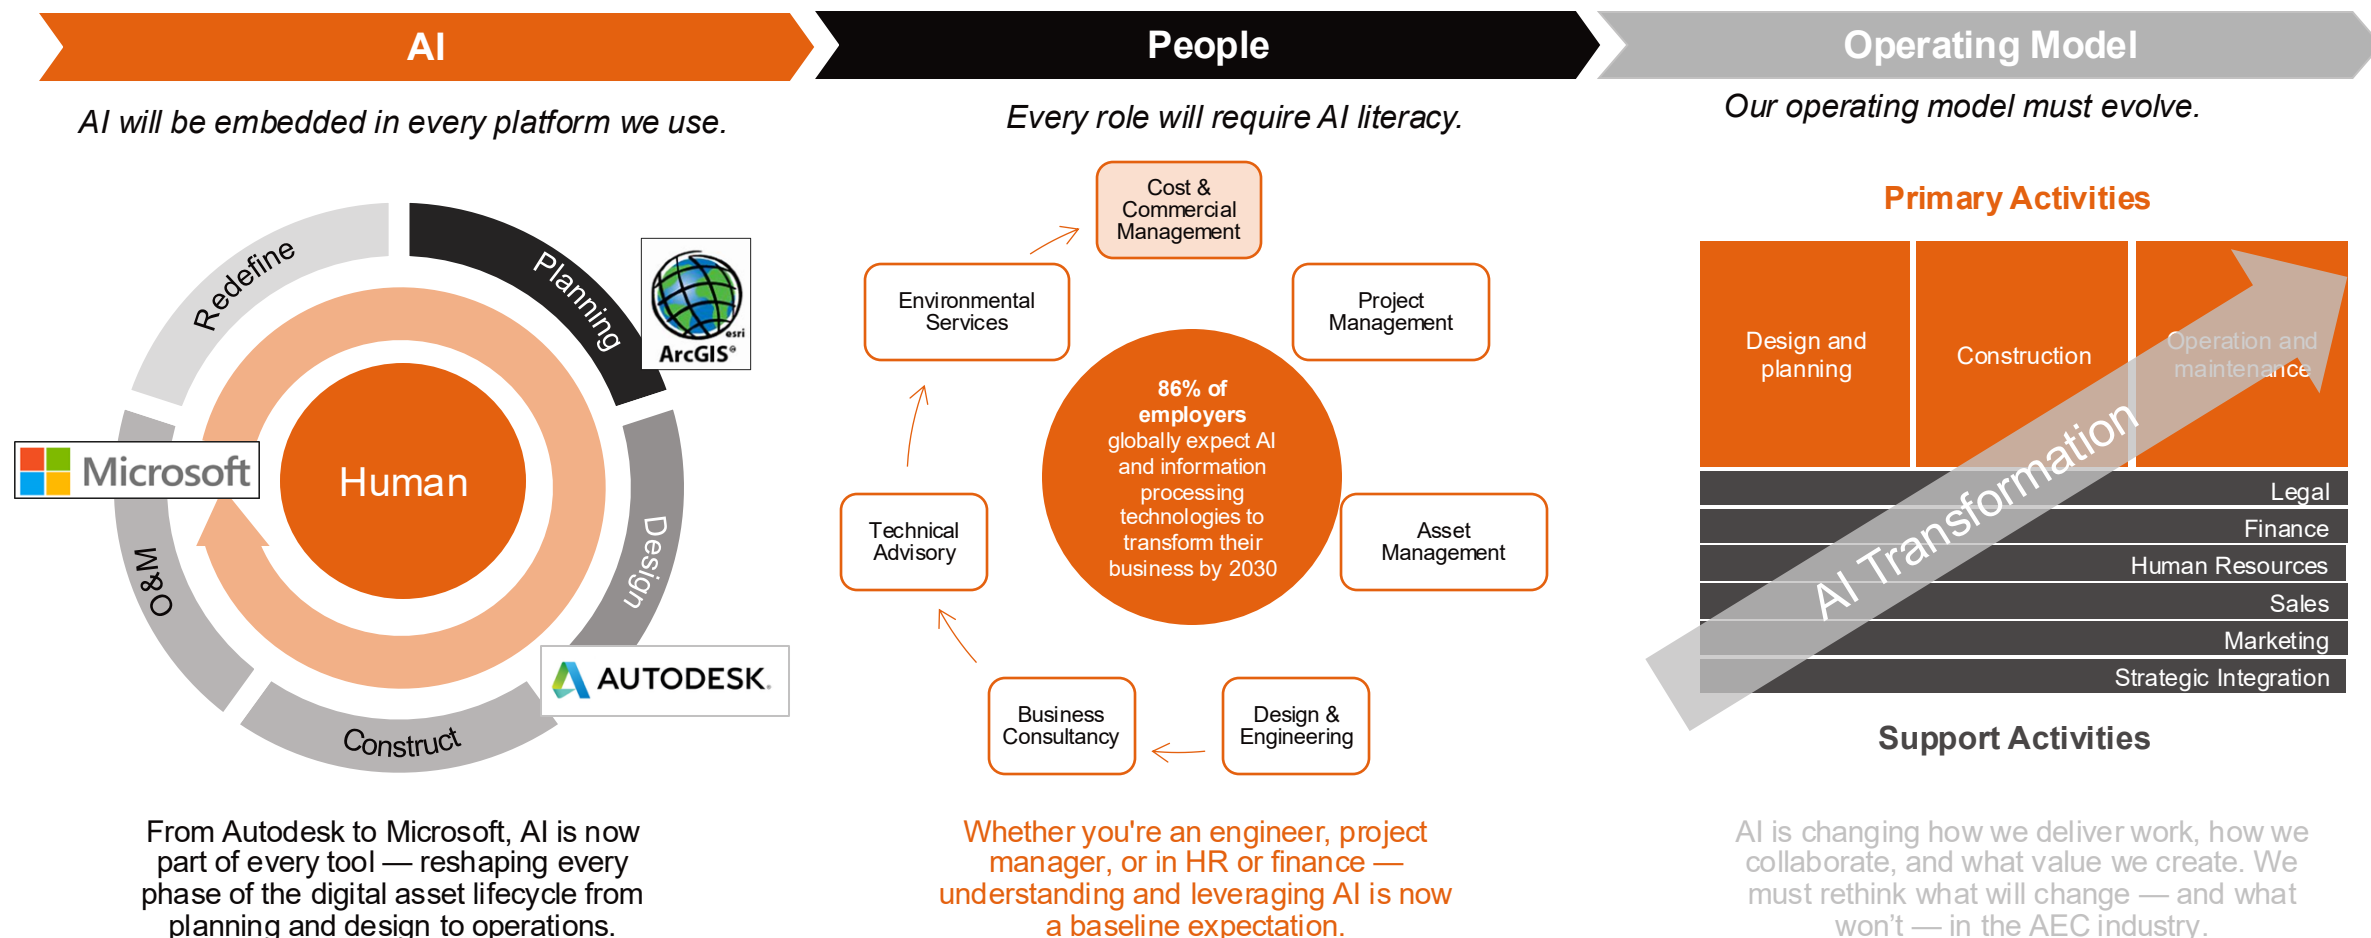 AI
AI will be embedded in every platform we use.
Redefine
Planning
esri
ArcGIS®
Microsoft
Human
Design
O&M
AUTODESK.
Construct
From Autodesk to Microsoft, AI is now
part of every tool — reshaping every
phase of the digital asset lifecycle from
planning and design to operations.
People
Every role will require AI literacy.
Cost &
Commercial
Management
Environmental
Services
Project
Management
86% of
employers
globally expect AI
and information
processing
technologies to
transform their
business by 2030
Technical
Advisory
Asset
Management
Business
Consultancy
Design &
Engineering
Whether you're an engineer, project
manager, or in HR or finance —
understanding and leveraging AI is now
a baseline expectation.
Operating Model
Our operating model must evolve.
Primary Activities
Design and
planning
Construction
Operation and
maintenance
AI Transformation
Legal
Finance
Human Resources
Sales
Marketing
Strategic Integration
Support Activities
AI is changing how we deliver work, how we
collaborate, and what value we create. We
must rethink what will change — and what
won’t — in the AEC industry.